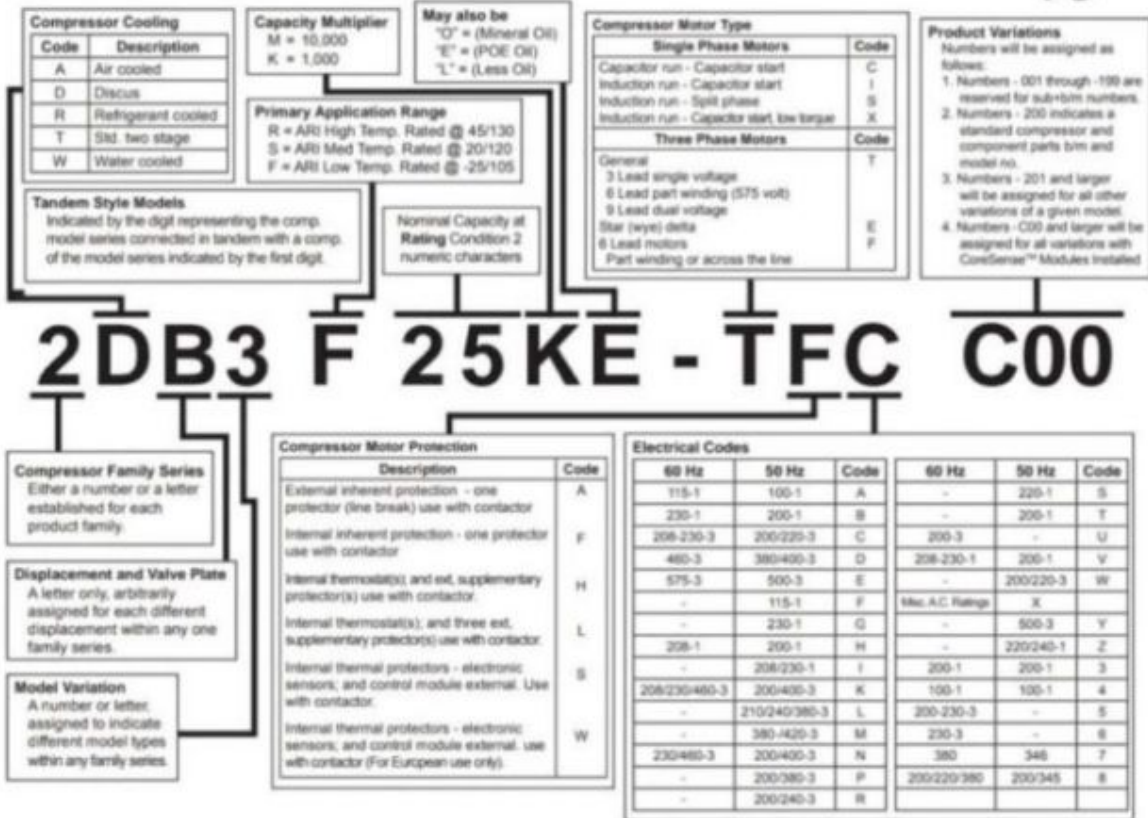 Compressor Cooling
Code Description
A Air cooled
D Discus
R Refrigerant cooled
T Std. two stage
W Water cooled
Capacity Multiplier
M = 10,000
K = 1,000
May also be
"O" = (Mineral Oil)
"E" = (POE Oil)
"L" = (Less Oil)
Primary Application Range
R = ARI High Temp. Rated @ 45/130
S = ARI Med Temp. Rated @ 20/120
F = ARI Low Temp. Rated @ -25/105
Compressor Motor Type
Single Phase Motors Code
Capacitor run - Capacitor start C
Induction run - Capacitor start I
Induction run - Split phase S
Induction run - Capacitor start, low torque X
Three Phase Motors Code
General T
3 Lead single voltage
6 Lead part winding (575 volt)
9 Lead dual voltage
Star (wye) delta E
6 Lead motors F
Part winding or across the line
Product Variations
Numbers will be assigned as
follows:
1. Numbers - 001 through -199 are
reserved for sub+b/m numbers.
2. Numbers - 200 indicates a
standard compressor and
component parts b/m and
model no.
3. Numbers - 201 and larger
will be assigned for all other
variations of a given model.
4. Numbers -C00 and larger will be
assigned for all variations with
CoreSense™ Modules Installed
Tandem Style Models
Indicated by the digit representing the comp.
model series connected in tandem with a comp.
of the model series indicated by the first digit.
Nominal Capacity at
Rating Condition 2
numeric characters
2DB3 F 25KE - TFC C00
Compressor Family Series
Either a number or a letter
established for each
product family.
Displacement and Valve Plate
A letter only, arbitrarily
assigned for each different
displacement within any one
family series.
Model Variation
A number or letter,
assigned to indicate
different model types
within any family series.
Compressor Motor Protection
Description Code
External inherent protection - one A
protector (line break) use with contactor
Internal inherent protection - one protector F
use with contactor
Internal thermostat(s); and ext, supplementary H
protector(s) use with contactor.
Internal thermostat(s); and three ext, L
supplementary protector(s) use with contactor.
Internal thermal protectors - electronic S
sensors; and control module external. Use
with contactor.
Internal thermal protectors - electronic W
sensors; and control module external. use
with contactor (For European use only).
Electrical Codes
60 Hz 50 Hz Code 60 Hz 50 Hz Code
115-1 100-1 A - 220-1 S
230-1 200-1 B - 200-1 T
208-230-3 200/220-3 C 200-3 - U
460-3 380/400-3 D 208-230-1 200-1 V
575-3 500-3 E - 200/220-3 W
- 115-1 F Misc. A.C. Ratings X
- 230-1 G - 500-3 Y
208-1 200-1 H - 220/240-1 Z
- 208/230-1 I 200-1 200-1 3
208/230/460-3 200/400-3 K 100-1 100-1 4
- 210/240/380-3 L 200-230-3 - 5
- 380-/420-3 M 230-3 - 6
230/460-3 200/400-3 N 380 346 7
- 200/380-3 P 200/220/380 200/345 8
- 200/240-3 R